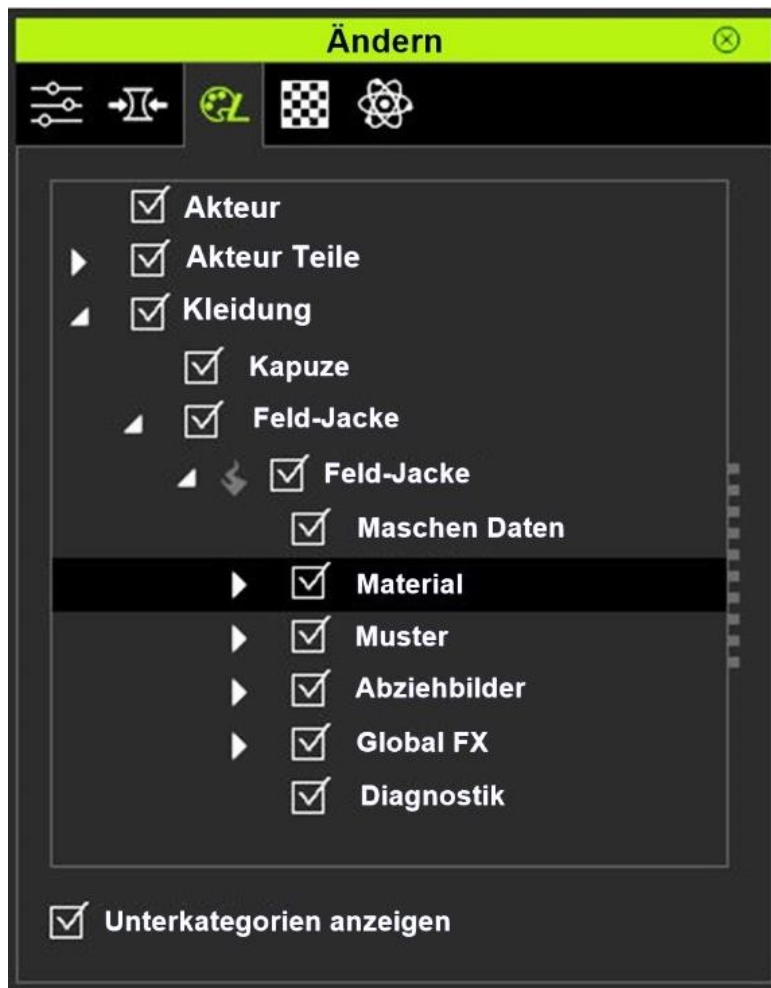 Ändern
Akteur
Akteur Teile
Kleidung
Kapuze
Feld-Jacke
Feld-Jacke
Maschen Daten
Material
Muster
Abziehbilder
Global FX
Diagnostik
Unterkategorien anzeigen